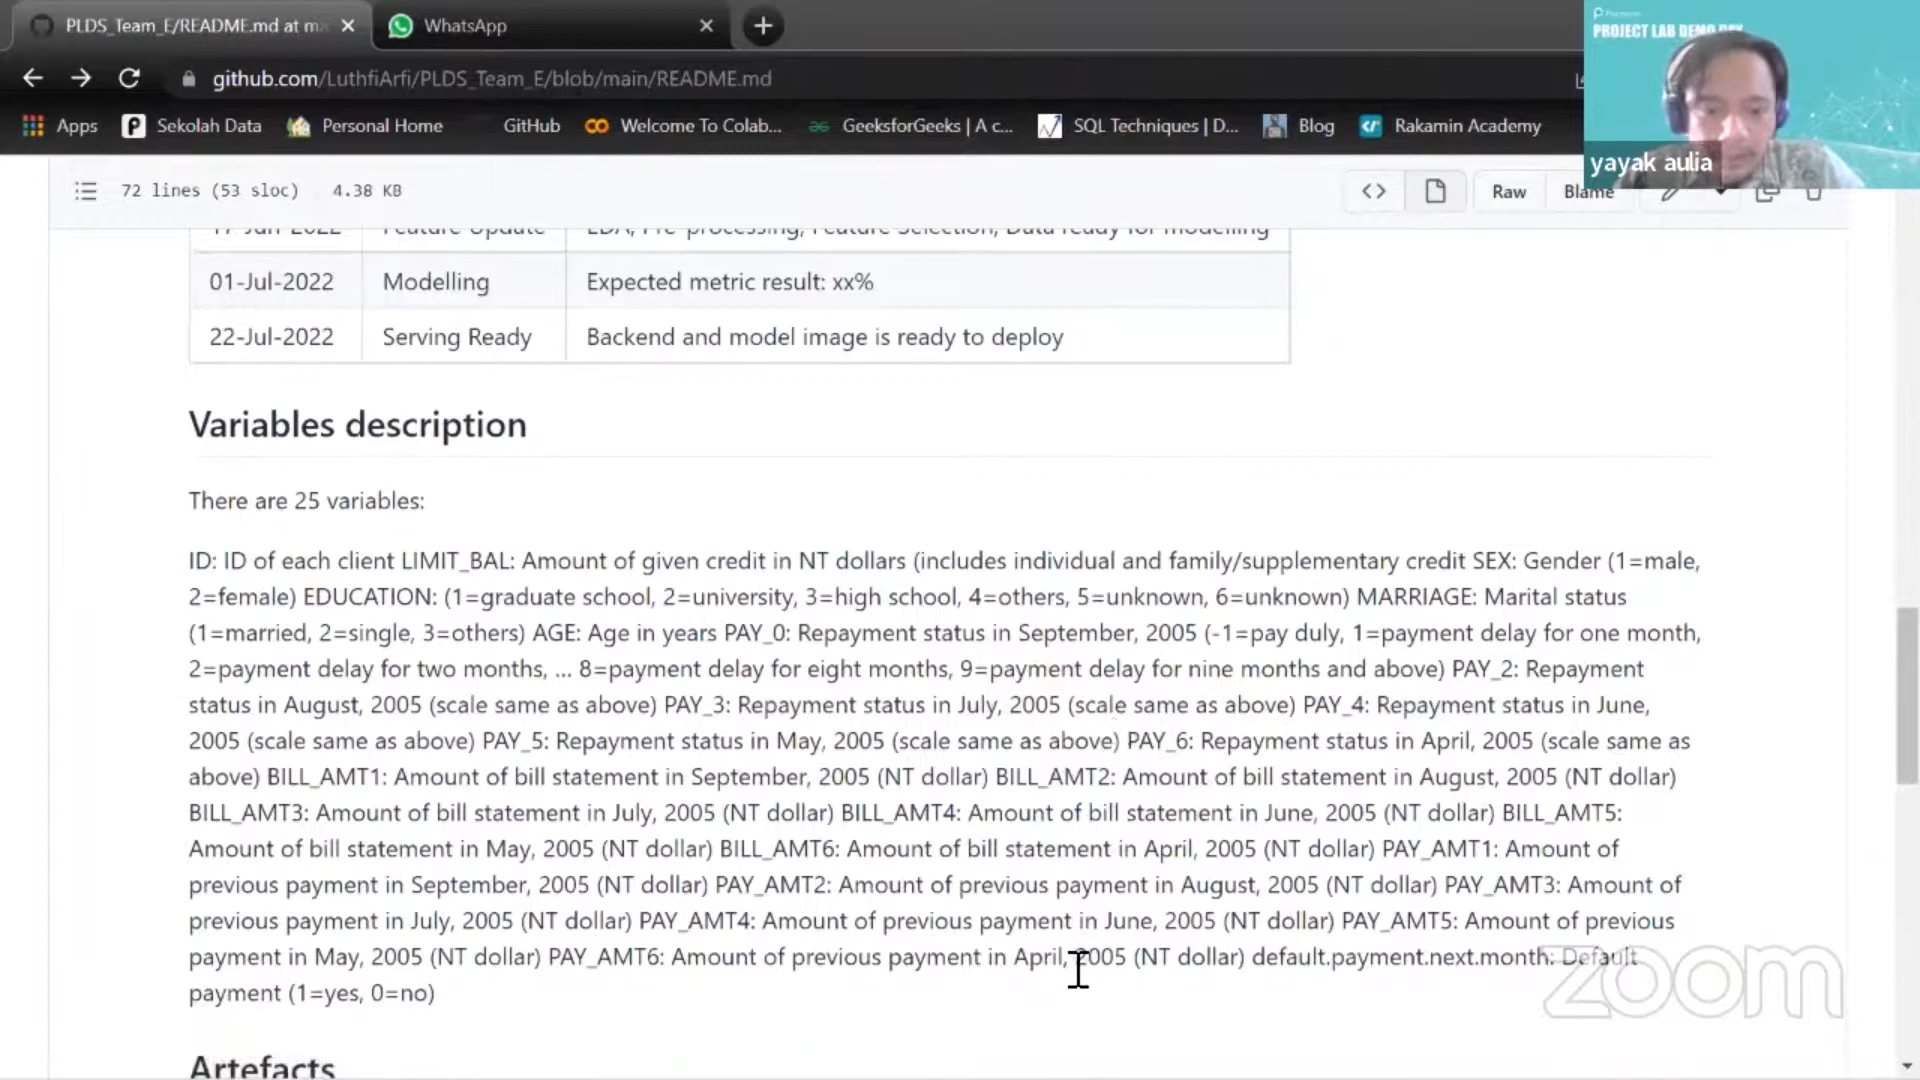 PLDS_Team_E/README.md at ma
WhatsApp
github.com/LuthfiArfi/PLDS_Team_E/blob/main/README.md
Apps
Sekolah Data
Personal Home
GitHub
Welcome To Colab...
GeeksforGeeks | A c...
SQL Techniques | D...
Blog
Rakamin Academy
PROJECT LAB DEMO DAY
yayak aulia
72 lines (53 sloc) 4.38 KB
Raw
Blame
17-Jun-2022 Feature Update EDA, Pre-processing, Feature Selection, Data ready for modelling
01-Jul-2022 Modelling Expected metric result: xx%
22-Jul-2022 Serving Ready Backend and model image is ready to deploy
Variables description
There are 25 variables:
ID: ID of each client LIMIT_BAL: Amount of given credit in NT dollars (includes individual and family/supplementary credit SEX: Gender (1=male,
2=female) EDUCATION: (1=graduate school, 2=university, 3=high school, 4=others, 5=unknown, 6=unknown) MARRIAGE: Marital status
(1=married, 2=single, 3=others) AGE: Age in years PAY_0: Repayment status in September, 2005 (-1=pay duly, 1=payment delay for one month,
2=payment delay for two months, ... 8=payment delay for eight months, 9=payment delay for nine months and above) PAY_2: Repayment
status in August, 2005 (scale same as above) PAY_3: Repayment status in July, 2005 (scale same as above) PAY_4: Repayment status in June,
2005 (scale same as above) PAY_5: Repayment status in May, 2005 (scale same as above) PAY_6: Repayment status in April, 2005 (scale same as
above) BILL_AMT1: Amount of bill statement in September, 2005 (NT dollar) BILL_AMT2: Amount of bill statement in August, 2005 (NT dollar)
BILL_AMT3: Amount of bill statement in July, 2005 (NT dollar) BILL_AMT4: Amount of bill statement in June, 2005 (NT dollar) BILL_AMT5:
Amount of bill statement in May, 2005 (NT dollar) BILL_AMT6: Amount of bill statement in April, 2005 (NT dollar) PAY_AMT1: Amount of
previous payment in September, 2005 (NT dollar) PAY_AMT2: Amount of previous payment in August, 2005 (NT dollar) PAY_AMT3: Amount of
previous payment in July, 2005 (NT dollar) PAY_AMT4: Amount of previous payment in June, 2005 (NT dollar) PAY_AMT5: Amount of previous
payment in May, 2005 (NT dollar) PAY_AMT6: Amount of previous payment in April, 2005 (NT dollar) default.payment.next.month: Default
payment (1=yes, 0=no)
zoom
Artefacts